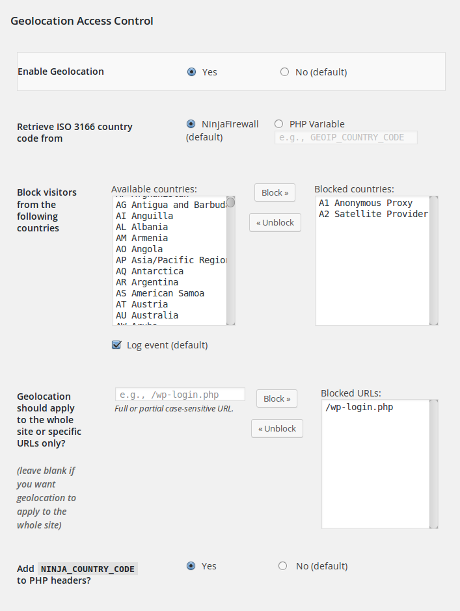 Geolocation Access Control
Enable Geolocation
Yes
No (default)
Retrieve ISO 3166 country
code from
NinjaFirewall
(default)
PHP Variable
e.g., GEOIP_COUNTRY_CODE
Block visitors
from the
following
countries
Available countries:
AG Antigua and Barbud
AI Anguilla
AL Albania
AM Armenia
AO Angola
AP Asia/Pacific Region
AQ Antarctica
AR Argentina
AS American Samoa
AT Austria
AU Australia
Block »
« Unblock
Blocked countries:
A1 Anonymous Proxy
A2 Satellite Provider
Log event (default)
Geolocation
should apply
to the whole
site or specific
URLs only?
(leave blank if
you want
geolocation to
apply to the
whole site)
e.g., /wp-login.php
Full or partial case-sensitive URL.
Block »
« Unblock
Blocked URLs:
/wp-login.php
Add NINJA_COUNTRY_CODE
to PHP headers?
Yes
No (default)